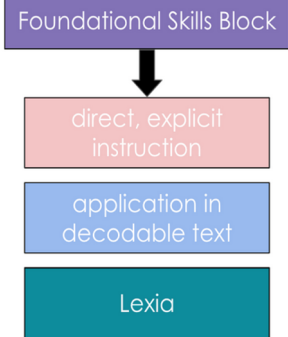 Foundational Skills Block
direct, explicit
instruction
application in
decodable text
Lexia